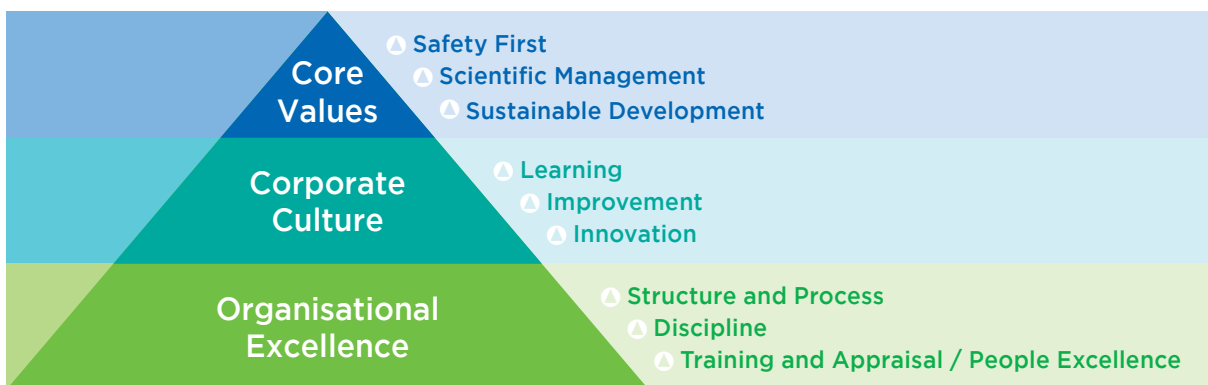 Core
Values
Safety First
Scientific Management
Sustainable Development
Corporate
Culture
Learning
Improvement
Innovation
Organisational
Excellence
Structure and Process
Discipline
Training and Appraisal / People Excellence